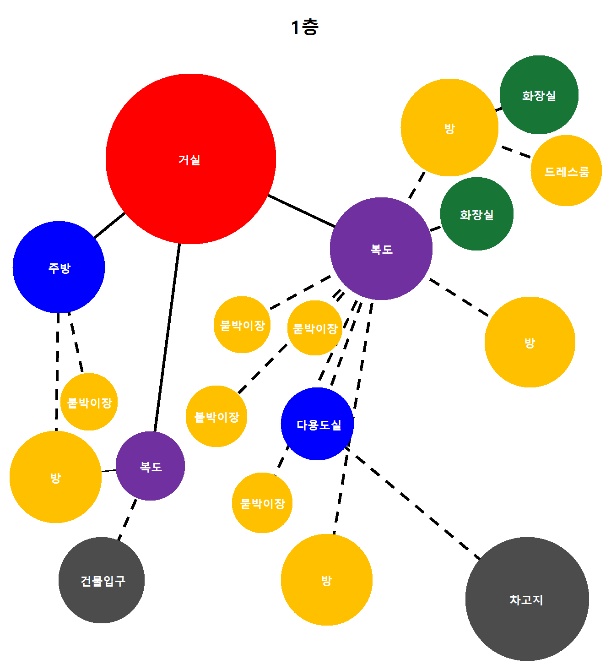 1층
화장실
방
거실
드레스룸
화장실
복도
주방
붙박이장
붙박이장
방
붙박이장
붙박이장
다용도실
복도
방
붙박이장
건물입구
방
차고지